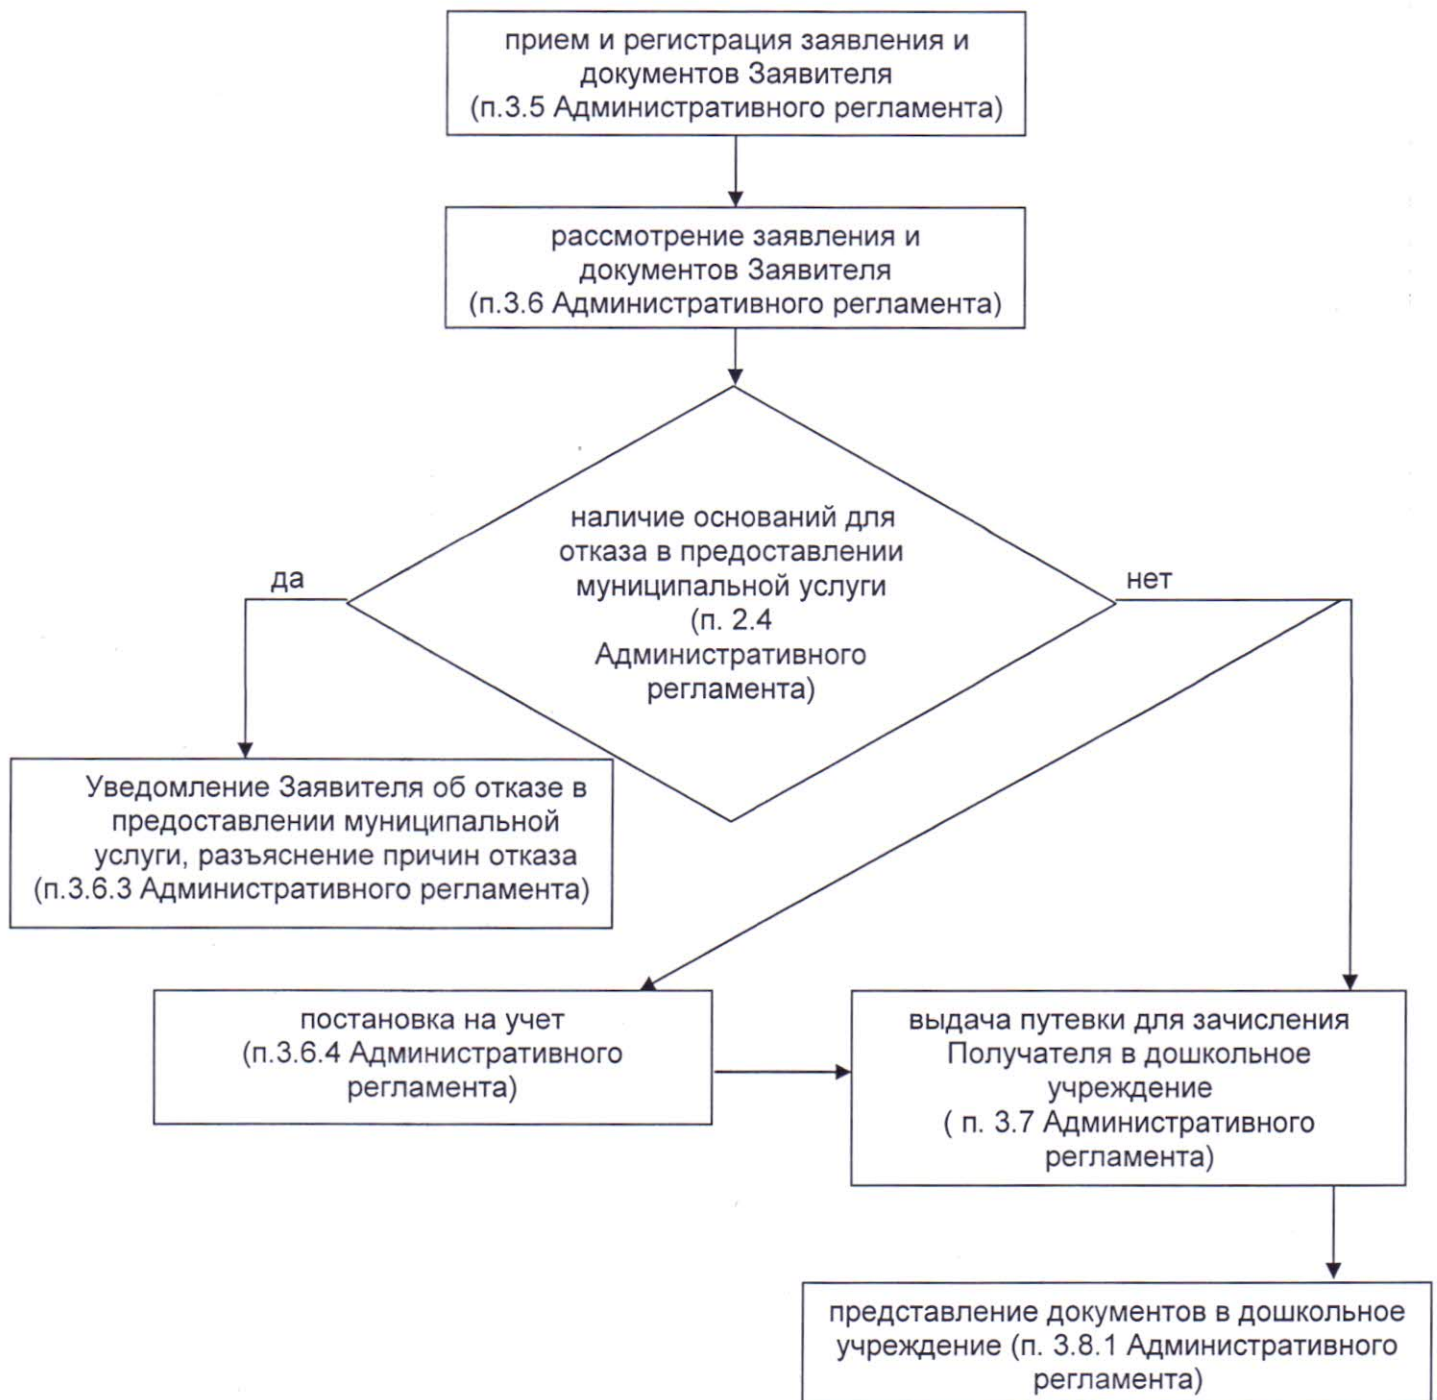 прием и регистрация заявления и
документов Заявителя
(п.3.5 Административного регламента)
рассмотрение заявления и
документов Заявителя
(п.3.6 Административного регламента)
наличие оснований для
отказа в предоставлении
муниципальной услуги
(п. 2.4
Административного
регламента)
да
нет
Уведомление Заявителя об отказе в
предоставлении муниципальной
услуги, разъяснение причин отказа
(п.3.6.3 Административного регламента)
постановка на учет
(п.3.6.4 Административного
регламента)
выдача путевки для зачисления
Получателя в дошкольное
учреждение
( п. 3.7 Административного
регламента)
представление документов в дошкольное
учреждение (п. 3.8.1 Административного
регламента)